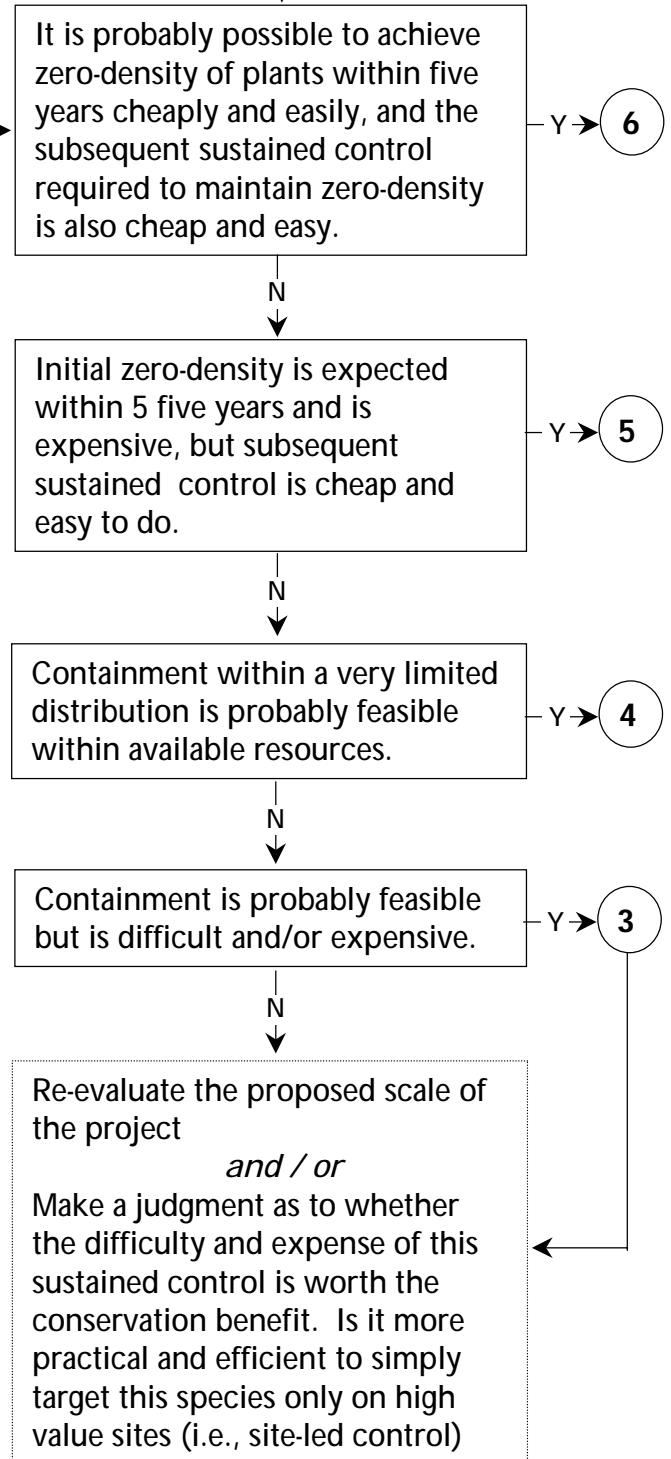 It is probably possible to achieve
zero-density of plants within five
years cheaply and easily, and the
subsequent sustained control
required to maintain zero-density
is also cheap and easy.
Y
6
N
Initial zero-density is expected
within 5 five years and is
expensive, but subsequent
sustained control is cheap and
easy to do.
Y
5
N
Containment within a very limited
distribution is probably feasible
within available resources.
Y
4
N
Containment is probably feasible
but is difficult and/or expensive.
Y
3
N
Re-evaluate the proposed scale of
the project
and / or
Make a judgment as to whether
the difficulty and expense of this
sustained control is worth the
conservation benefit. Is it more
practical and efficient to simply
target this species only on high
value sites (i.e., site-led control)